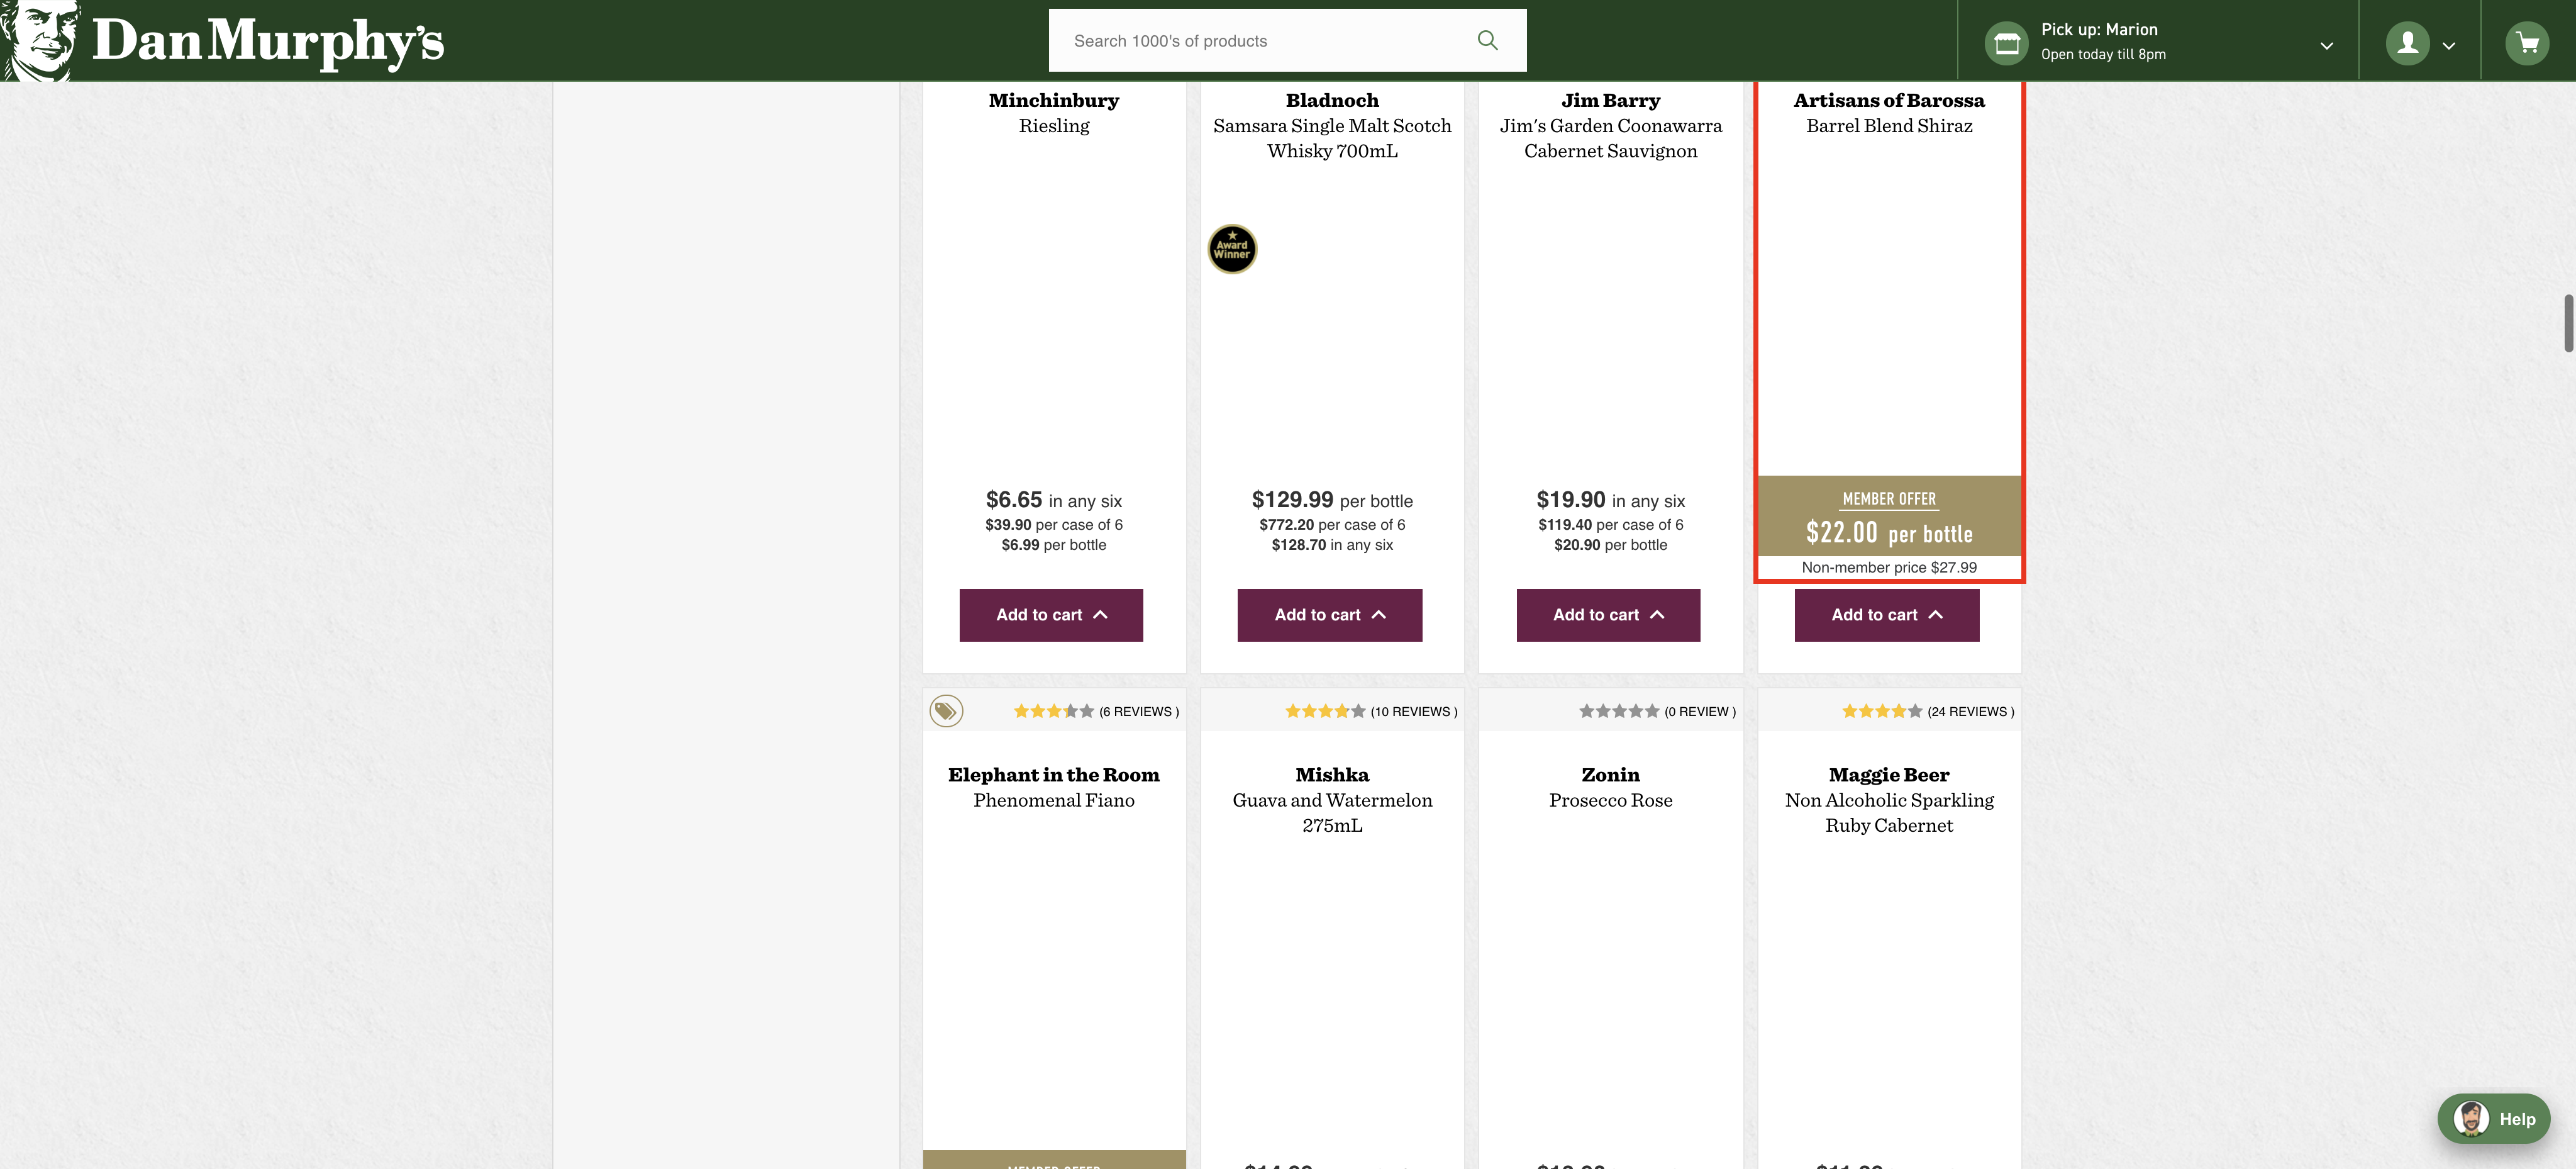 Dan Murphy's
Search 1000's of products
Pick up: Marion
Open today till 8pm
Minchinbury
Riesling
Bladnoch
Samsara Single Malt Scotch
Whisky 700mL
Jim Barry
Jim's Garden Coonawarra
Cabernet Sauvignon
Artisans of Barossa
Barrel Blend Shiraz
Award
Winner
$6.65 in any six
$39.90 per case of 6
$6.99 per bottle
$129.99 per bottle
$772.20 per case of 6
$128.70 in any six
$19.90 in any six
$119.40 per case of 6
$20.90 per bottle
MEMBER OFFER
$22.00 per bottle
Non-member price $27.99
Add to cart
Add to cart
Add to cart
Add to cart
(6 REVIEWS )
(10 REVIEWS )
(0 REVIEW )
(24 REVIEWS )
Elephant in the Room
Phenomenal Fiano
Mishka
Guava and Watermelon
275mL
Zonin
Prosecco Rose
Maggie Beer
Non Alcoholic Sparkling
Ruby Cabernet
MEMBER OFFER
Help